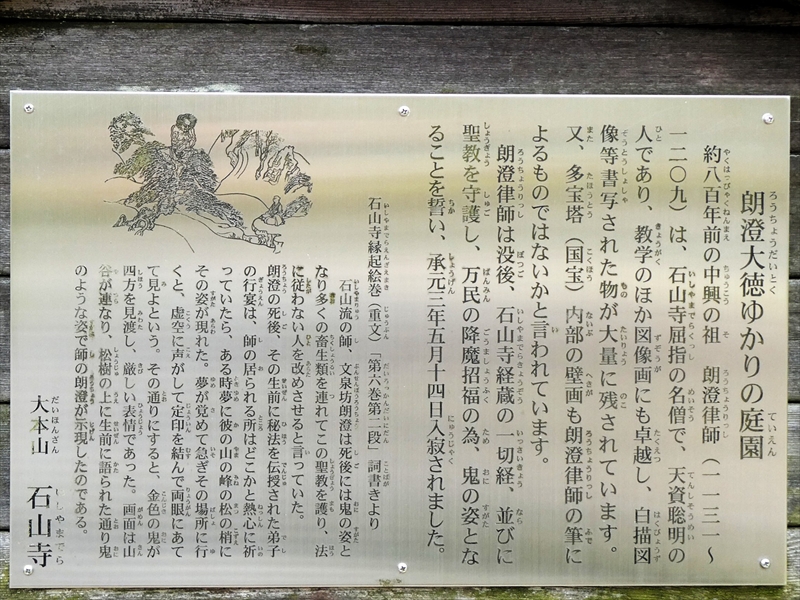 朗澄大徳ゆかりの庭園
約八百年前の中興の祖　朗澄律師（一一三一～
一二〇九）は、石山寺屈指の名僧で、天資聡明の
人であり、教学のほか図像画にも卓越し、白描図
像等書写された物が大量に残されています。
又、多宝塔（国宝）内部の壁画も朗澄律師の筆に
よるものではないかと言われています。
朗澄律師は没後、石山寺経蔵の一切経、並びに
聖教を守護し、万民の降魔招福の為、鬼の姿とな
ることを誓い、承元三年五月十四日入寂されました。
石山寺縁起絵巻（重文）「第六巻第二段」詞書きより
石山流の師　文泉坊朗澄は死後には鬼の姿と
なり多くの畜生類を連れてこの聖教を護り、法
に従わない人を改めさせると言っていた。
朗澄の死後、その生前に秘法を伝授された弟子
の行宴は、師の居られる所はどこかと熱心に祈
っていたら、ある時夢に彼の山の峰の松の梢に
その姿が現れた。夢が覚めて急ぎその場所に行
くと、虚空に声がして定印を結んで両眼にあて
て見よという。その通りにすると、金色の鬼が
四方を見渡し、厳しい表情であった。画面は山
谷が連なり、松樹の上に生前に語られた通り鬼
のような姿で師の朗澄が示現したのである。
大本山　石山寺